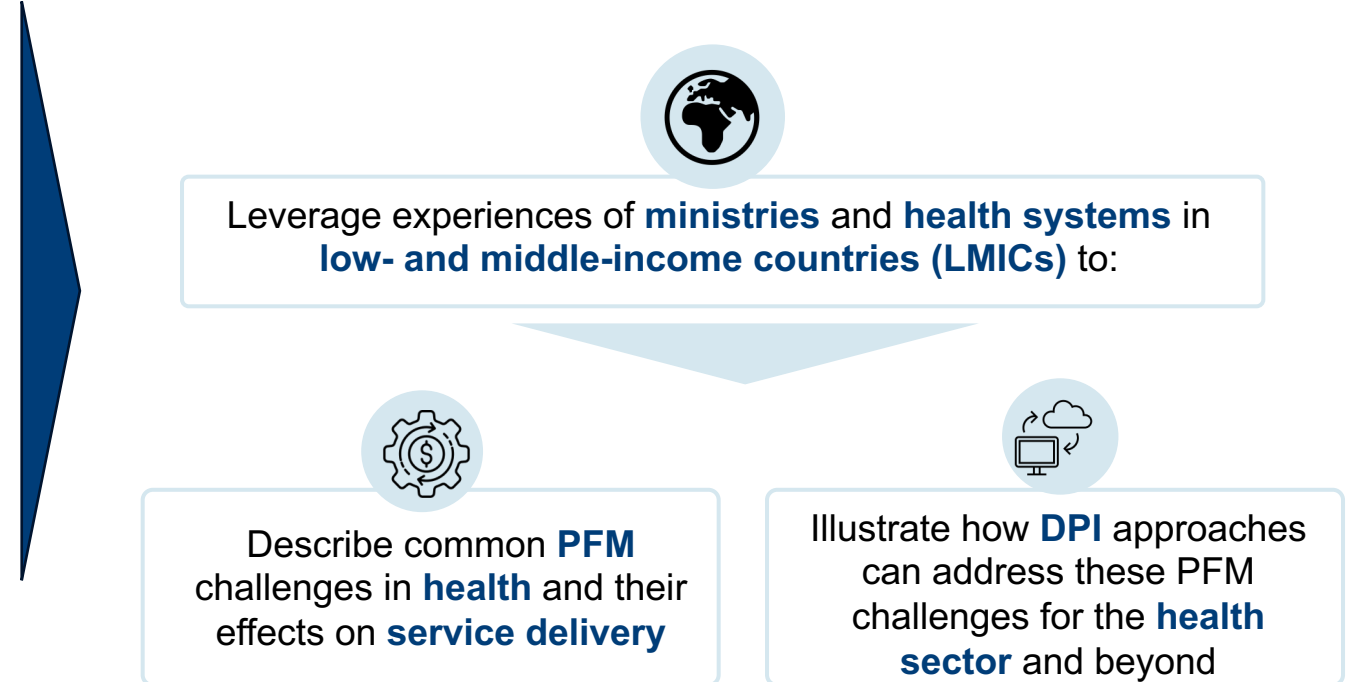 Leverage experiences of ministries and health systems in
low- and middle-income countries (LMICs) to:
$
Describe common PFM
challenges in health and their
effects on service delivery
Illustrate how DPI approaches
can address these PFM
challenges for the health
sector and beyond